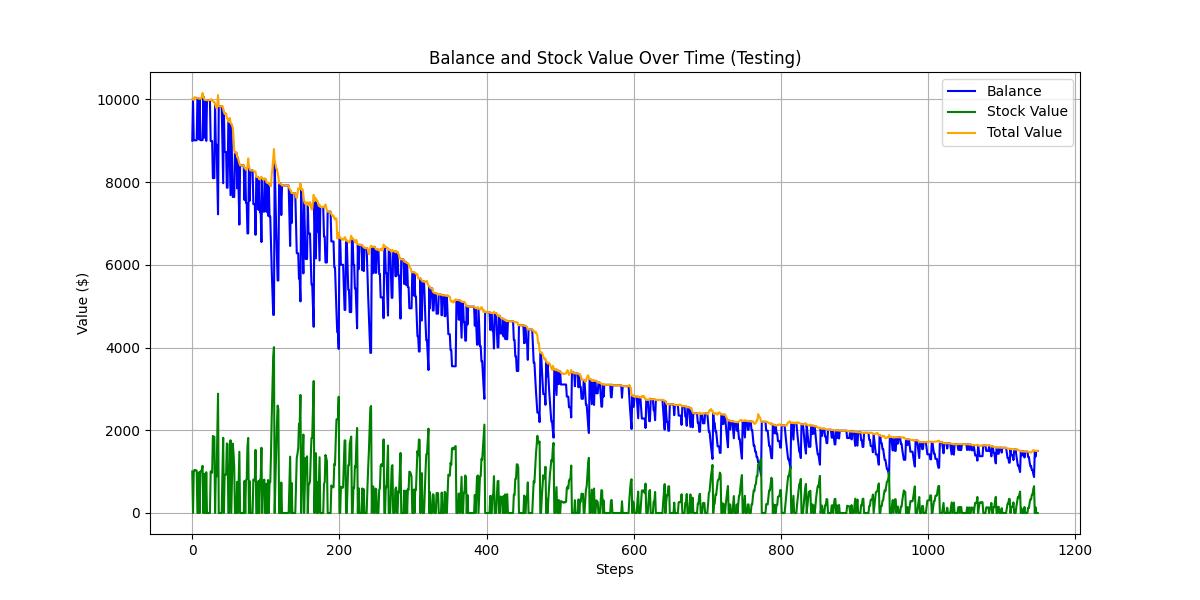 Balance and Stock Value Over Time (Testing)
Balance
Stock Value
Total Value
Value ($)
10000
8000
6000
4000
2000
0
0 200 400 600 800 1000 1200
Steps